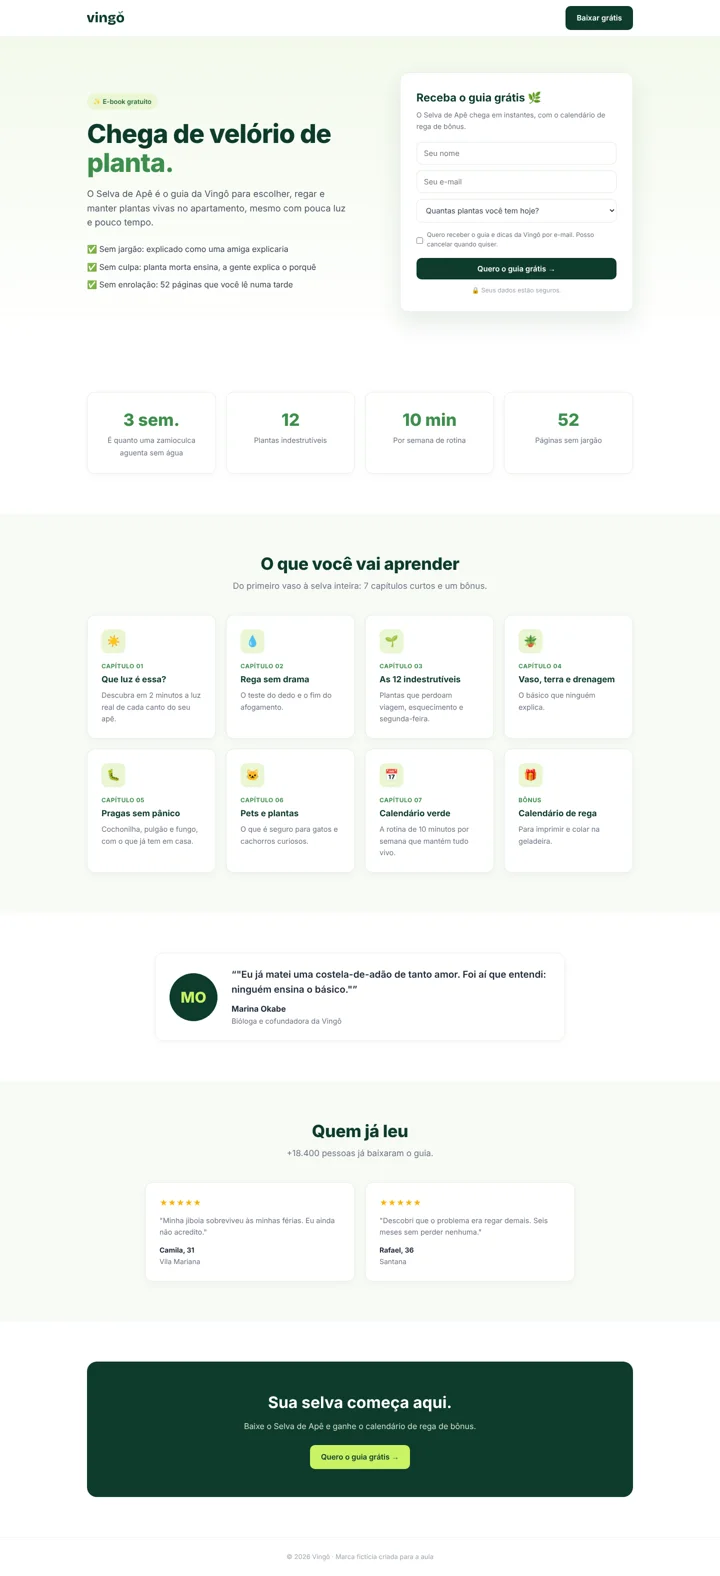 vingŏ
Baixar grátis
✨ E-book gratuito
Chega de velório de
planta.
O Selva de Apê é o guia da Vingô para escolher, regar e
manter plantas vivas no apartamento, mesmo com pouca luz
e pouco tempo.
✅ Sem jargão: explicado como uma amiga explicaria
✅ Sem culpa: planta morta ensina, a gente explica o porquê
✅ Sem enrolação: 52 páginas que você lê numa tarde
Receba o guia grátis 🌿
O Selva de Apê chega em instantes, com o calendário de
rega de bônus.
Seu nome
Seu e-mail
Quantas plantas você tem hoje?
Quero receber o guia e dicas da Vingô por e-mail. Posso
cancelar quando quiser.
Quero o guia grátis →
🔒 Seus dados estão seguros.
3 sem.
É quanto uma zamioculca
aguenta sem água
12
Plantas indestrutíveis
10 min
Por semana de rotina
52
Páginas sem jargão
O que você vai aprender
Do primeiro vaso à selva inteira: 7 capítulos curtos e um bônus.
CAPÍTULO 01
Que luz é essa?
Descubra em 2 minutos a luz
real de cada canto do seu
apê.
CAPÍTULO 02
Rega sem drama
O teste do dedo e o fim do
afogamento.
CAPÍTULO 03
As 12 indestrutíveis
Plantas que perdoam
viagem, esquecimento e
segunda-feira.
CAPÍTULO 04
Vaso, terra e drenagem
O básico que ninguém
explica.
CAPÍTULO 05
Pragas sem pânico
Cochonilha, pulgão e fungo,
com o que já tem em casa.
CAPÍTULO 06
Pets e plantas
O que é seguro para gatos e
cachorros curiosos.
CAPÍTULO 07
Calendário verde
A rotina de 10 minutos por
semana que mantém tudo
vivo.
BÔNUS
Calendário de rega
Para imprimir e colar na
geladeira.
MO
“"Eu já matei uma costela-de-adão de tanto amor. Foi aí que entendi:
ninguém ensina o básico."”
Marina Okabe
Bióloga e cofundadora da Vingô
Quem já leu
+18.400 pessoas já baixaram o guia.
★★★★★
"Minha jiboia sobreviveu às minhas férias. Eu ainda
não acredito."
Camila, 31
Vila Mariana
★★★★★
"Descobri que o problema era regar demais. Seis
meses sem perder nenhuma."
Rafael, 36
Santana
Sua selva começa aqui.
Baixe o Selva de Apê e ganhe o calendário de rega de bônus.
Quero o guia grátis →
© 2026 Vingô · Marca fictícia criada para a aula